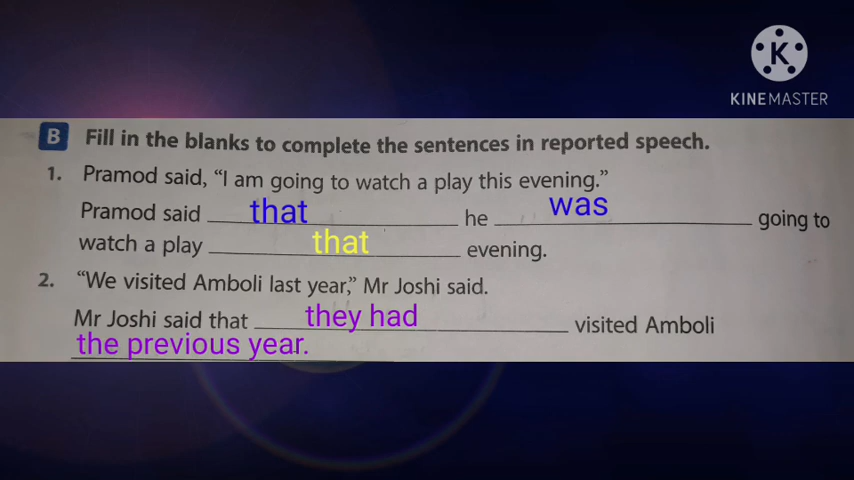 K
KINEMASTER
B Fill in the blanks to complete the sentences in reported speech.
1. Pramod said, “I am going to watch a play this evening.”
Pramod said that he was going to
watch a play that evening.
2. “We visited Amboli last year,” Mr Joshi said.
Mr Joshi said that they had visited Amboli
the previous year.